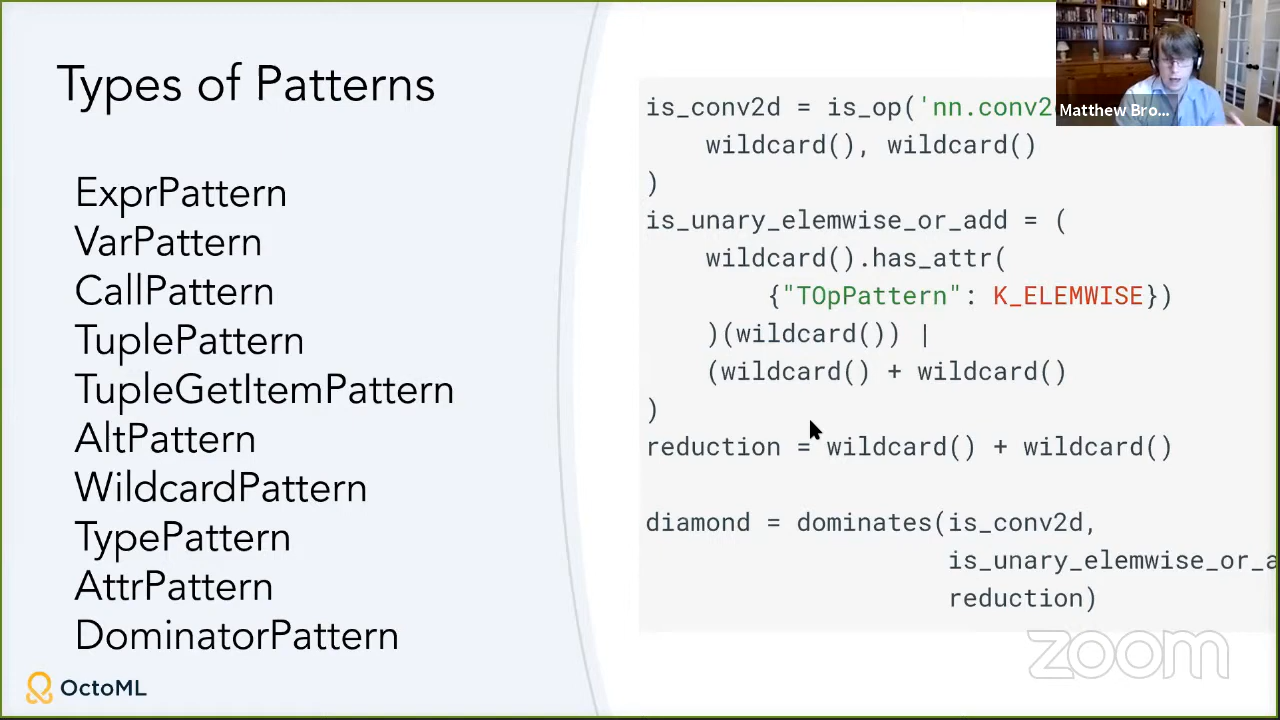 Types of Patterns
ExprPattern
VarPattern
CallPattern
TuplePattern
TupleGetItemPattern
AltPattern
WildcardPattern
TypePattern
AttrPattern
DominatorPattern
OctoML
is_conv2d = is_op('nn.conv2
wildcard(), wildcard()
)
is_unary_elemwise_or_add = (
wildcard().has_attr(
{"TOpPattern": K_ELEMWISE})
)(wildcard()) |
(wildcard() + wildcard()
)
reduction = wildcard() + wildcard()
diamond = dominates(is_conv2d,
is_unary_elemwise_or_a
reduction)
Matthew Bro...
zoom